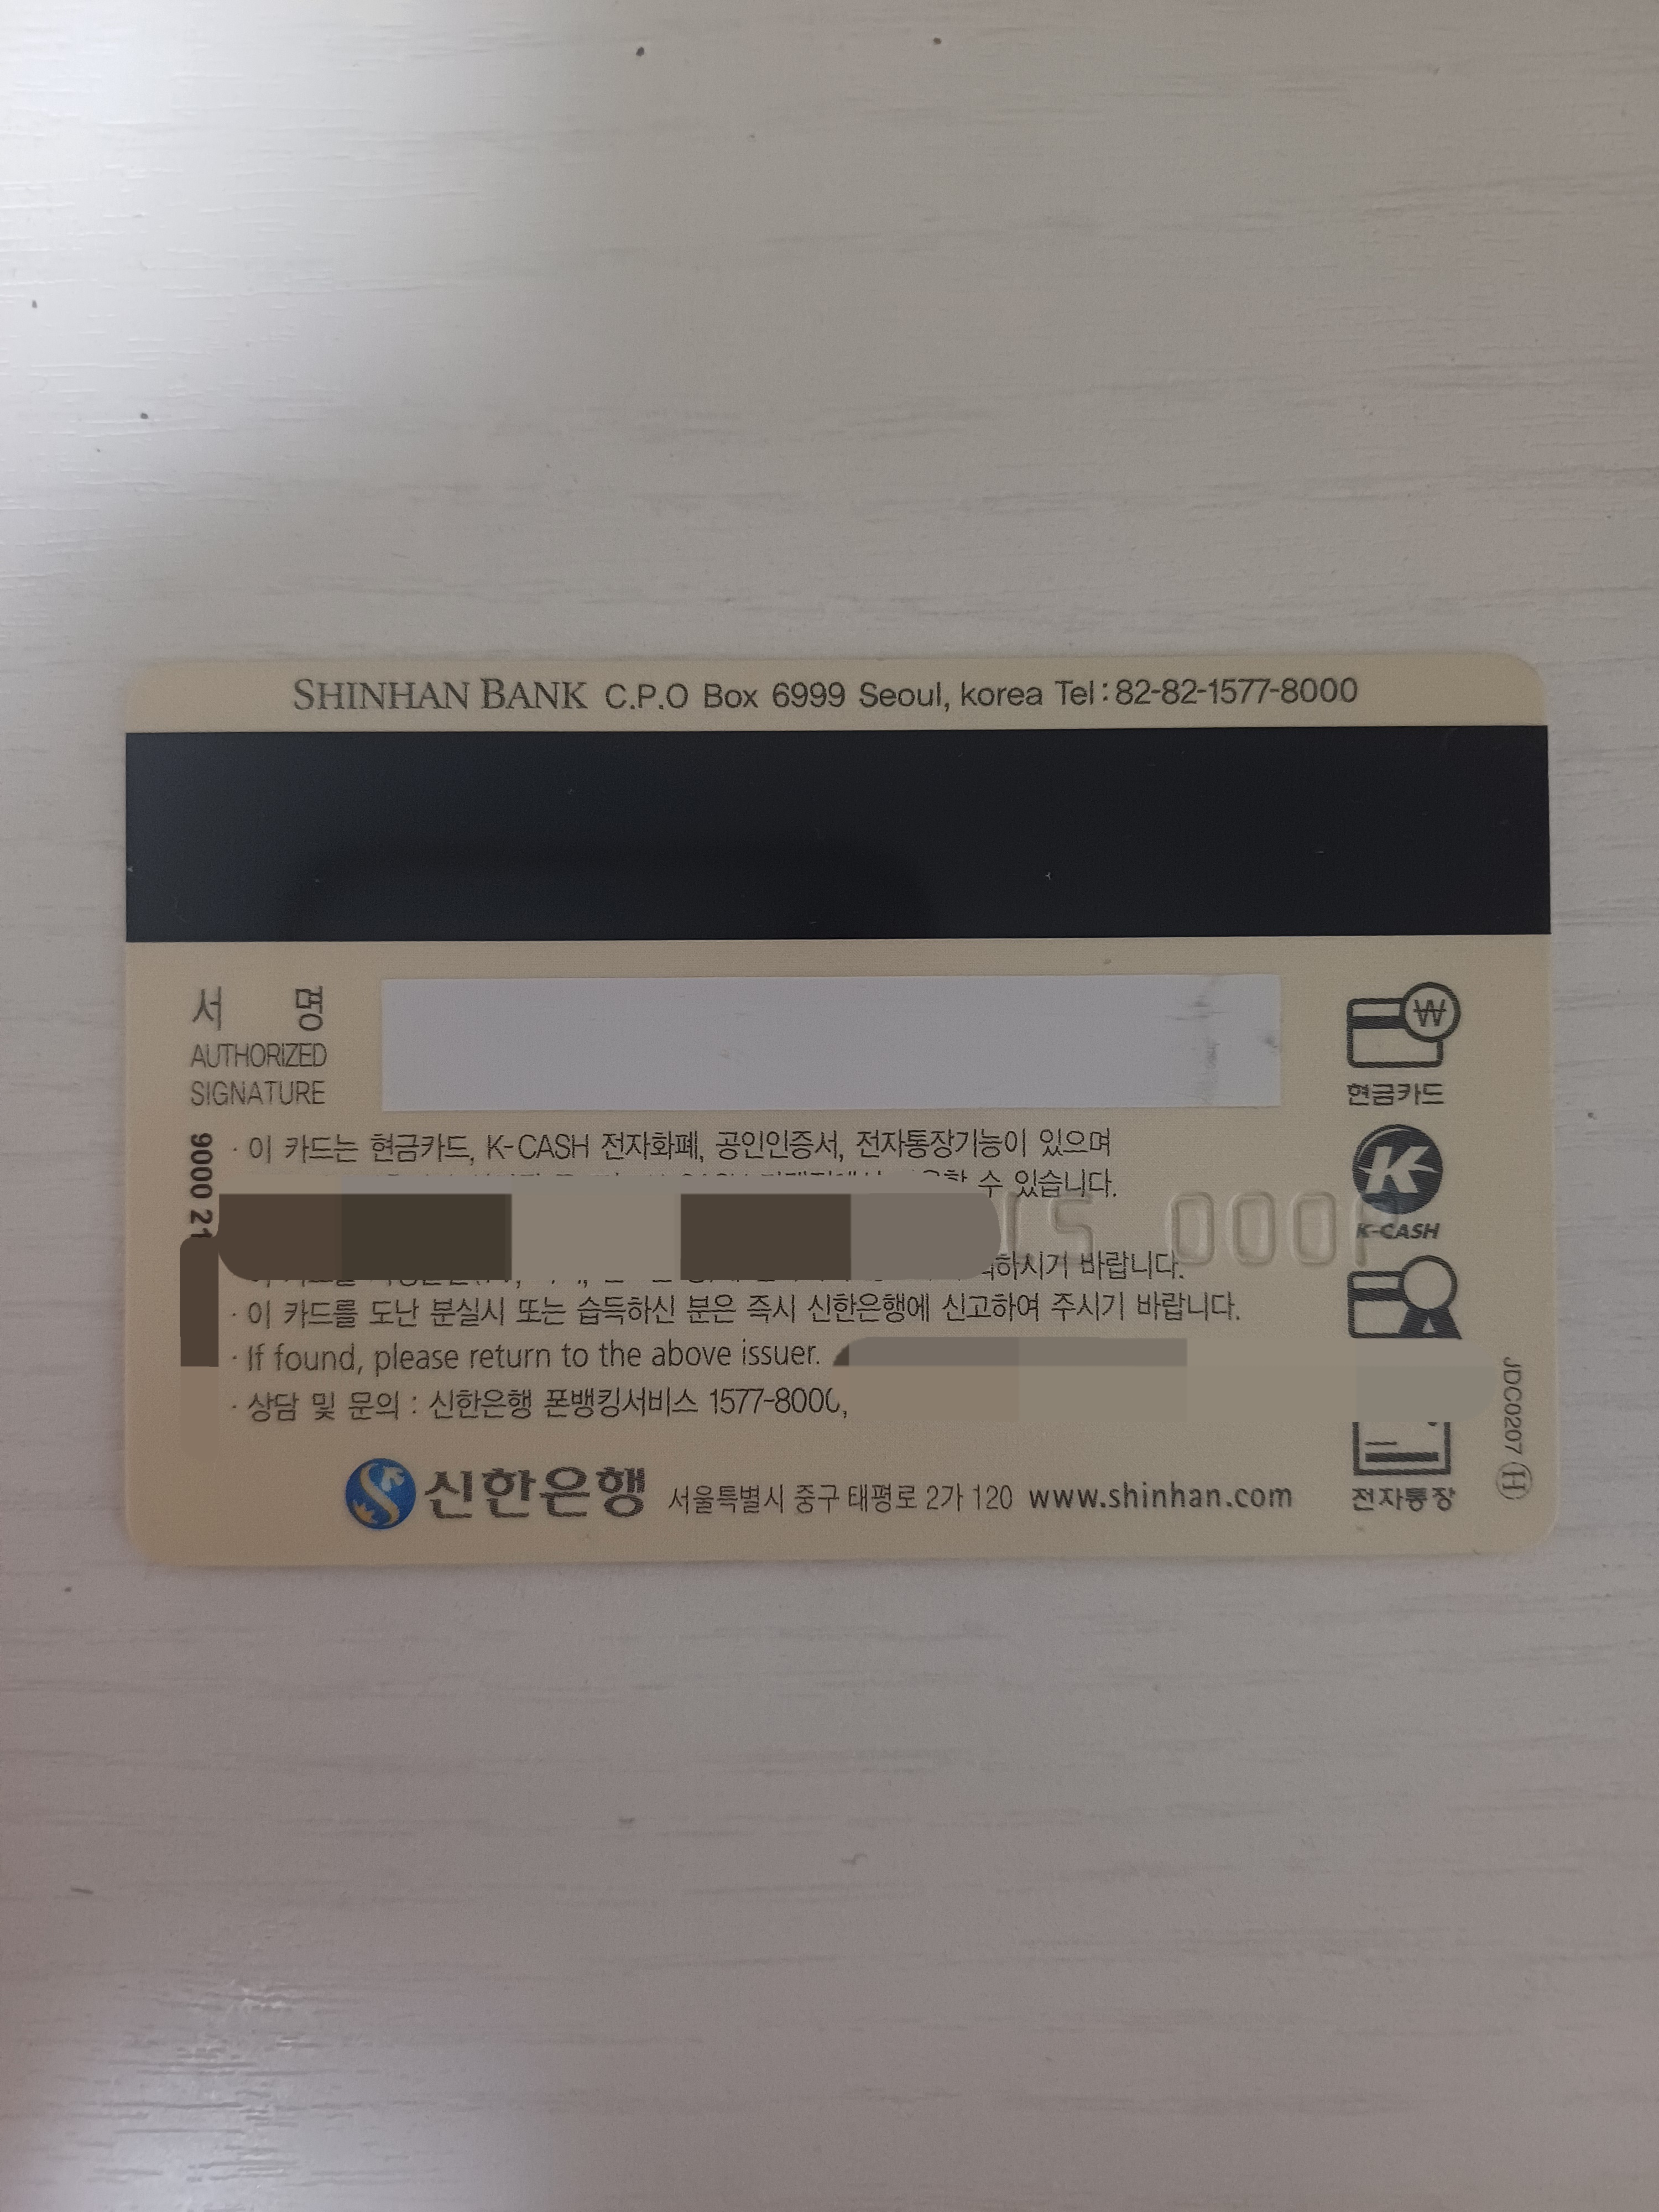 SHINHAN BANK C.P.O Box 6999 Seoul, korea Tel : 82-82-1577-8000
서 명
AUTHORIZED
SIGNATURE
현금카드
9000 21
· 이 카드는 현금카드, K-CASH 전자화폐, 공인인증서, 전자통장기능이 있으며
수 있습니다.
K-CASH
하시기 바랍니다.
· 이 카드를 도난 분실시 또는 습득하신 분은 즉시 신한은행에 신고하여 주시기 바랍니다.
· If found, please return to the above issuer.
· 상담 및 문의 : 신한은행 폰뱅킹서비스 1577-8000,
JDC0207 H
전자통장
신한은행 서울특별시 중구 태평로 2가 120 www.shinhan.com